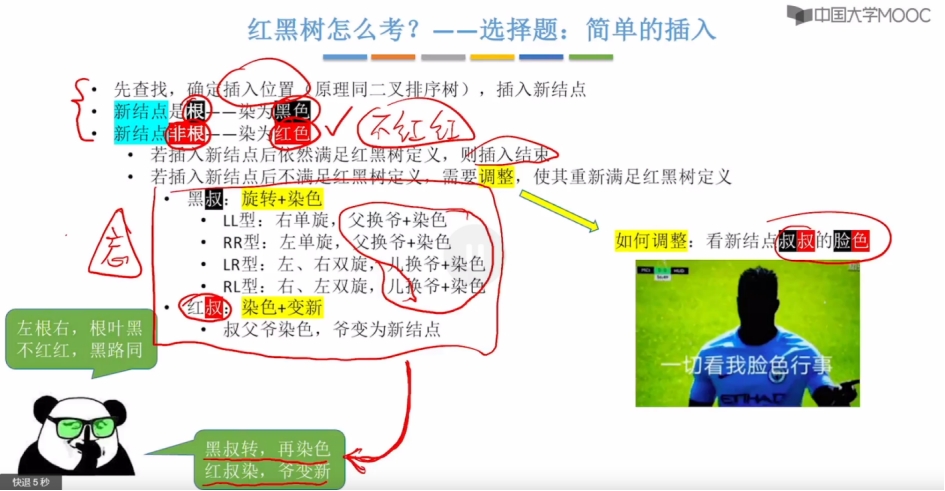 中国大学MOOC
红黑树怎么考？——选择题：简单的插入
• 先查找，确定插入位置（原理同二叉排序树），插入新结点
• 新结点是根——染为黑色
• 新结点非根——染为红色
不红红
• 若插入新结点后依然满足红黑树定义，则插入结束
• 若插入新结点后不满足红黑树定义，需要调整，使其重新满足红黑树定义
• 黑叔：旋转+染色
• LL型：右单旋，父换爷+染色
• RR型：左单旋，父换爷+染色
• LR型：左、右双旋，儿换爷+染色
• RL型：右、左双旋，儿换爷+染色
• 红叔：染色+变新
• 叔父爷染色，爷变为新结点
如何调整：看新结点叔叔的脸色
一切看我脸色行事
ETIHAD
左根右，根叶黑
不红红，黑路同
黑叔转，再染色
红叔染，爷变新
快退 5 秒